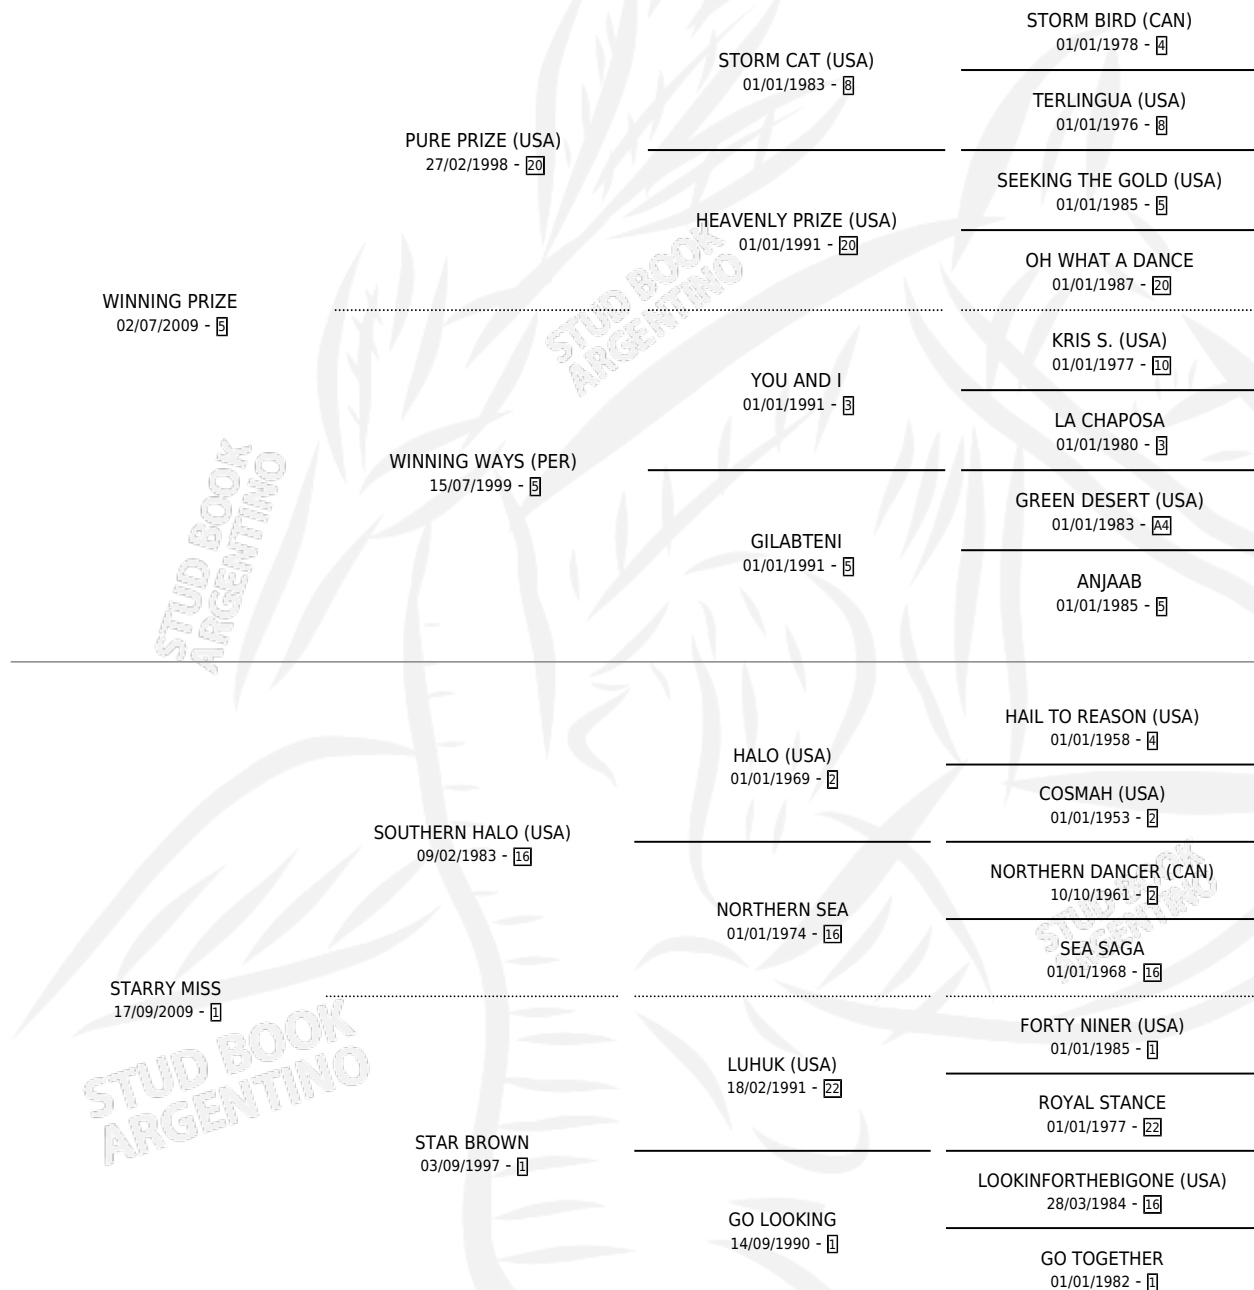 STORM BIRD (CAN)
01/01/1978 - 4
STORM CAT (USA)
01/01/1983 - 8
TERLINGUA (USA)
01/01/1976 - 8
PURE PRIZE (USA)
27/02/1998 - 20
SEEKING THE GOLD (USA)
01/01/1985 - 5
HEAVENLY PRIZE (USA)
01/01/1991 - 20
OH WHAT A DANCE
01/01/1987 - 20
WINNING PRIZE
02/07/2009 - 5
KRIS S. (USA)
01/01/1977 - 10
YOU AND I
01/01/1991 - 3
LA CHAPOSA
01/01/1980 - 3
WINNING WAYS (PER)
15/07/1999 - 5
GREEN DESERT (USA)
01/01/1983 - A4
GILABTENI
01/01/1991 - 5
ANJAAB
01/01/1985 - 5
HAIL TO REASON (USA)
01/01/1958 - 4
HALO (USA)
01/01/1969 - 2
COSMAH (USA)
01/01/1953 - 2
SOUTHERN HALO (USA)
09/02/1983 - 16
NORTHERN DANCER (CAN)
10/10/1961 - 2
NORTHERN SEA
01/01/1974 - 16
SEA SAGA
01/01/1968 - 16
STARRY MISS
17/09/2009 - 1
FORTY NINER (USA)
01/01/1985 - 1
LUHUK (USA)
18/02/1991 - 22
ROYAL STANCE
01/01/1977 - 22
STAR BROWN
03/09/1997 - 1
LOOKINFORTHEBIGONE (USA)
28/03/1984 - 16
GO LOOKING
14/09/1990 - 1
GO TOGETHER
01/01/1982 - 1
STUD BOOK
ARGENTINO
STUD BOOK
ARGENTINO
STUD BOOK
ARGENTINO
STUD BOOK
ARGENTINO